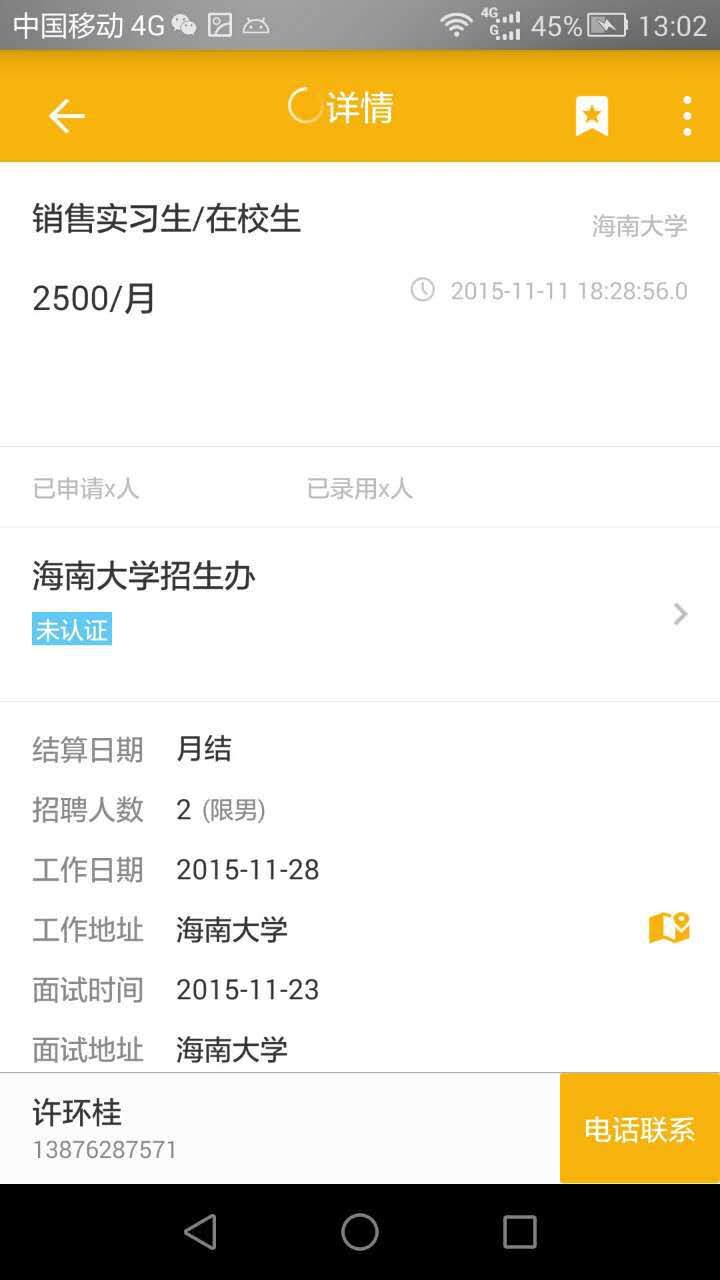 中国移动 4G 4G G 45% 13:02
详情
销售实习生/在校生 海南大学
2500/月 2015-11-11 18:28:56.0
已申请x人 已录用x人
海南大学招生办
未认证
结算日期 月结
招聘人数 2 (限男)
工作日期 2015-11-28
工作地址 海南大学
面试时间 2015-11-23
面试地址 海南大学
许环桂
13876287571
电话联系